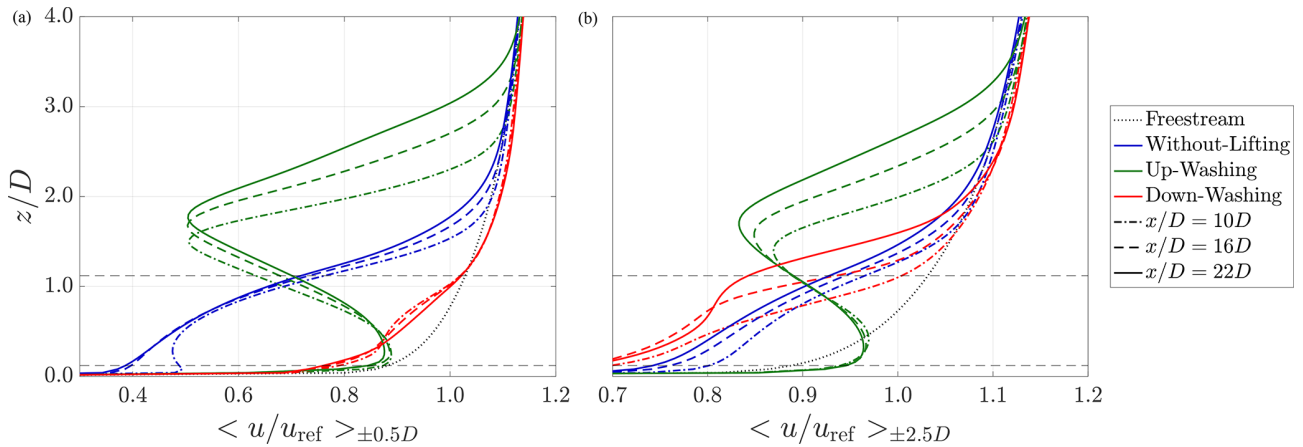 (a)
4.0
3.0
2.0
1.0
0.0
z/D
0.4 0.6 0.8 1.0 1.2
< u/u_ref >_±0.5D
(b)
0.7 0.8 0.9 1.0 1.1 1.2
< u/u_ref >_±2.5D
Freestream
Without-Lifting
Up-Washing
Down-Washing
x/D = 10D
x/D = 16D
x/D = 22D